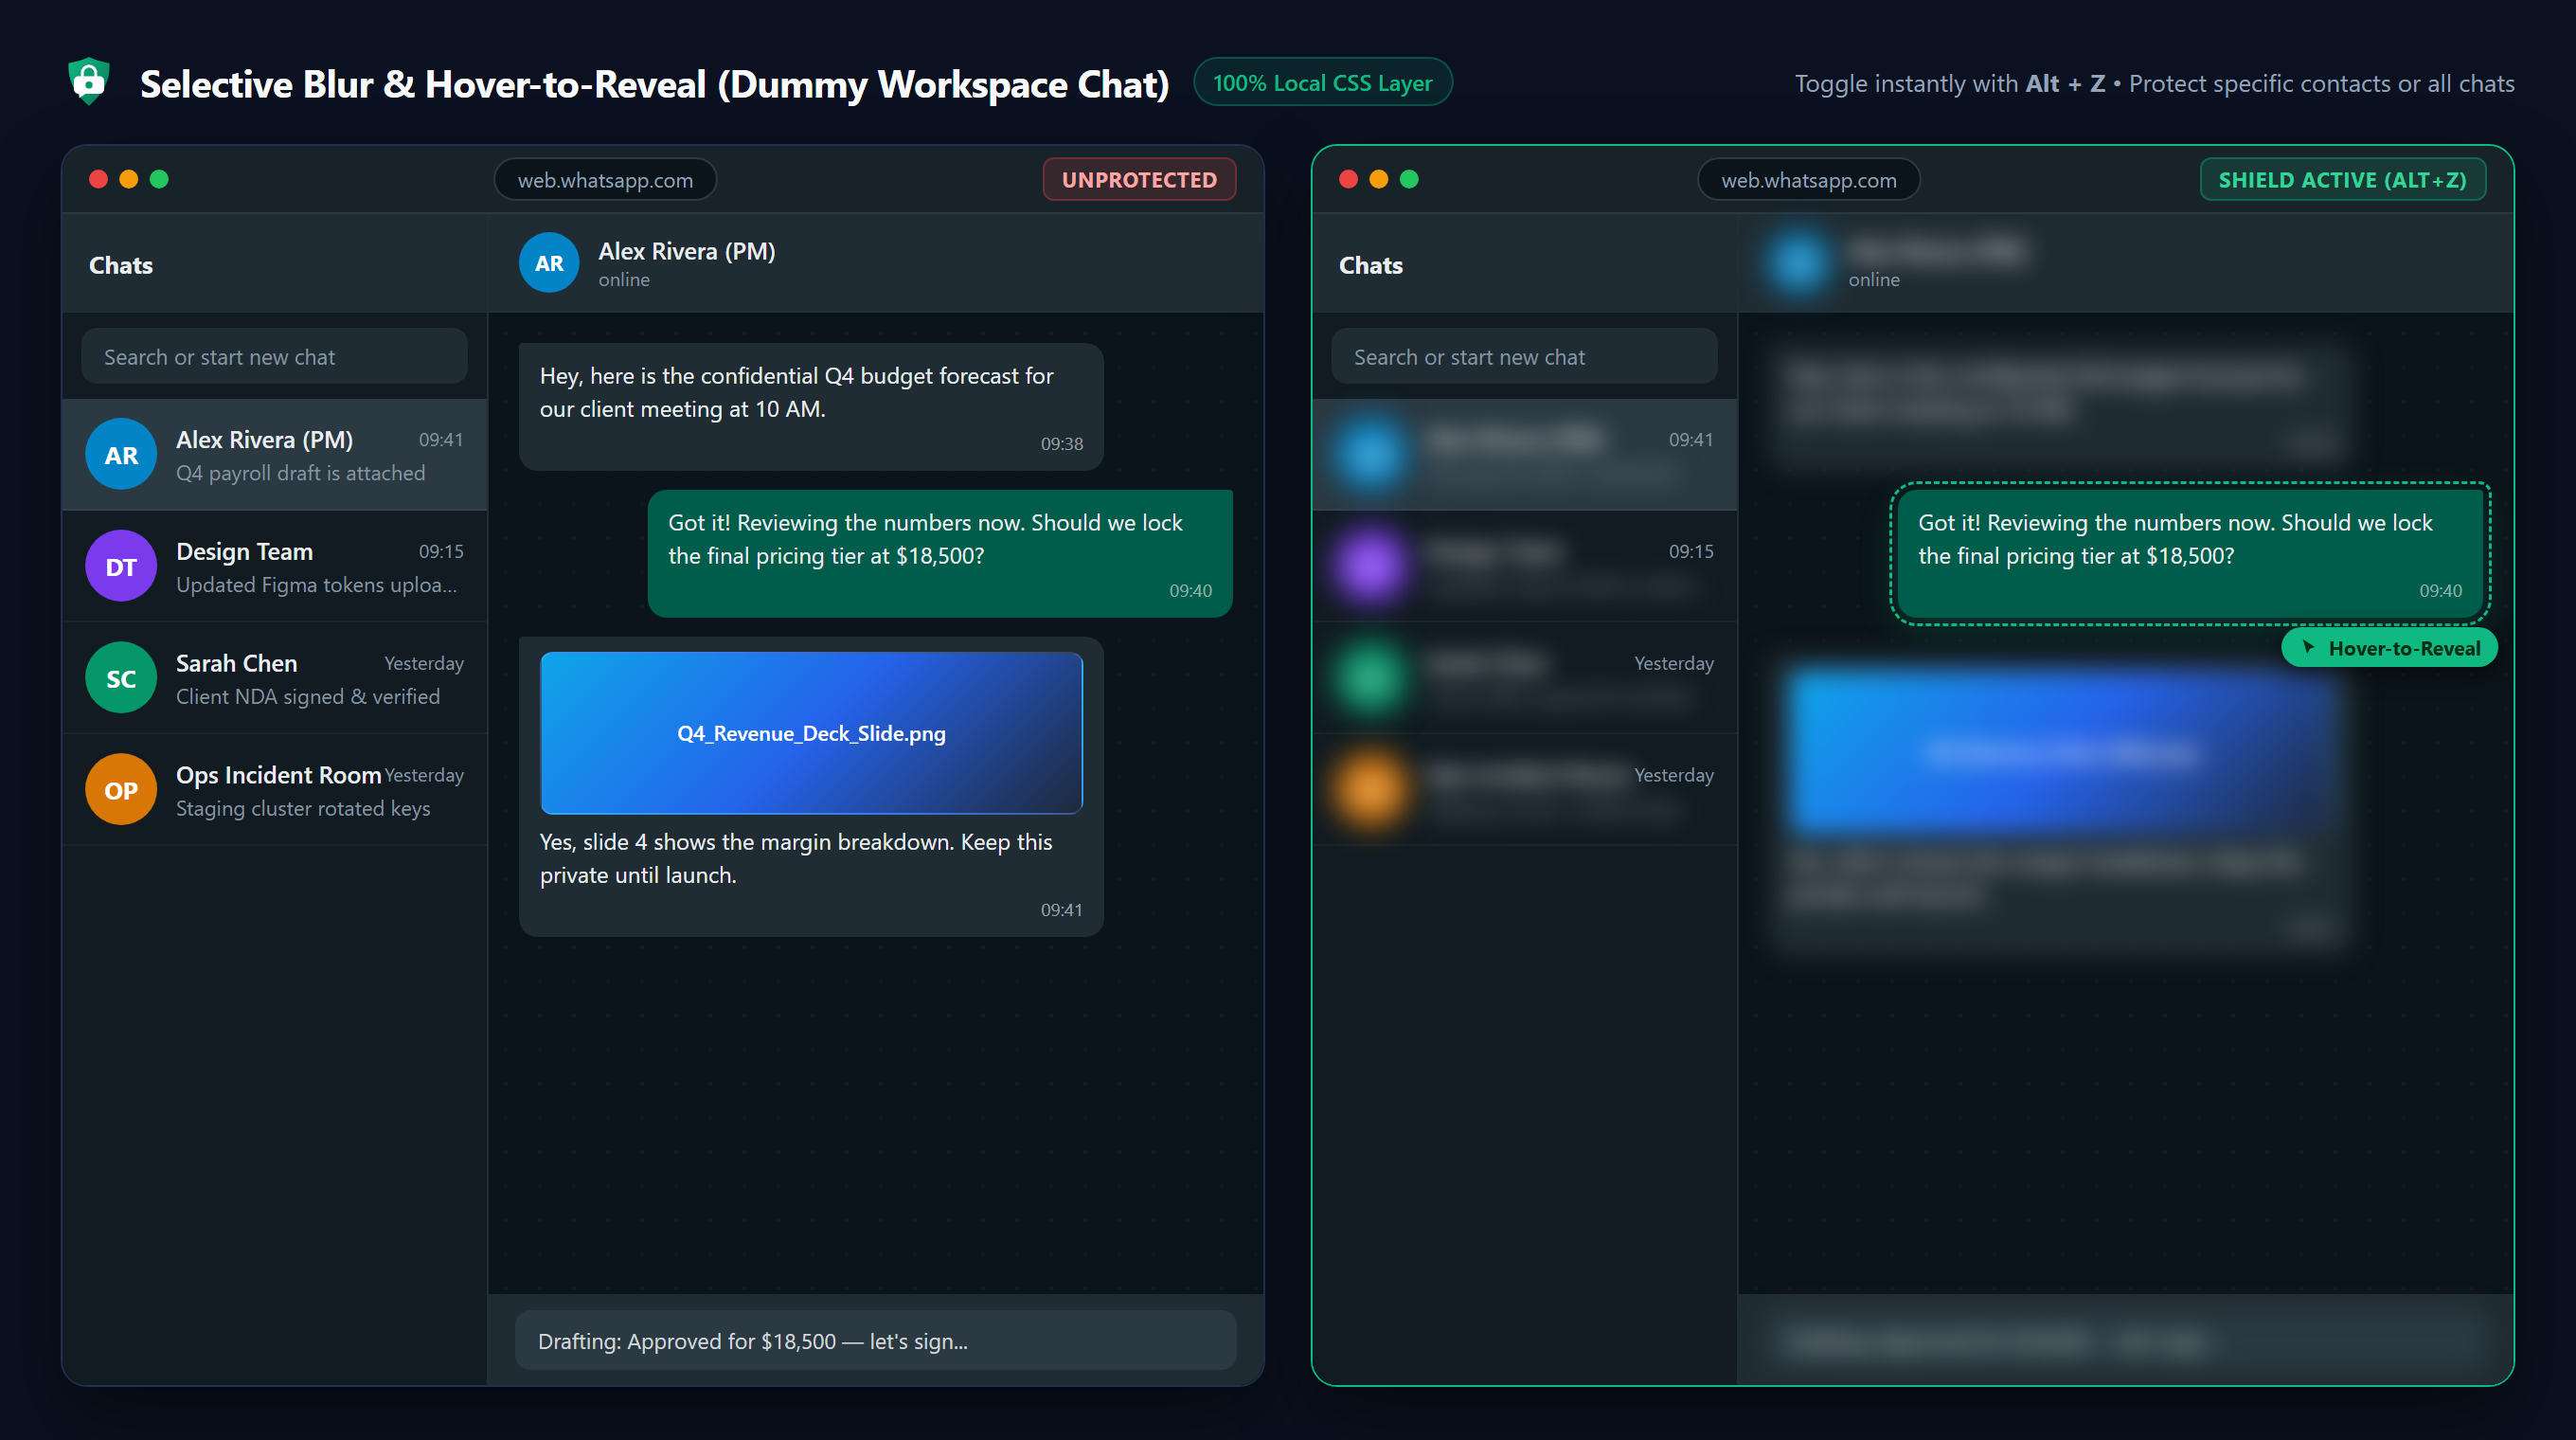 Selective Blur & Hover-to-Reveal (Dummy Workspace Chat)
100% Local CSS Layer
Toggle instantly with Alt + Z • Protect specific contacts or all chats
web.whatsapp.com
UNPROTECTED
Chats
AR
Alex Rivera (PM)
online
Search or start new chat
AR
Alex Rivera (PM)
09:41
Q4 payroll draft is attached
DT
Design Team
09:15
Updated Figma tokens uploa...
SC
Sarah Chen
Yesterday
Client NDA signed & verified
OP
Ops Incident Room
Yesterday
Staging cluster rotated keys
Hey, here is the confidential Q4 budget forecast for
our client meeting at 10 AM.
09:38
Got it! Reviewing the numbers now. Should we lock
the final pricing tier at $18,500?
09:40
Q4_Revenue_Deck_Slide.png
Yes, slide 4 shows the margin breakdown. Keep this
private until launch.
09:41
Drafting: Approved for $18,500 — let's sign...
web.whatsapp.com
SHIELD ACTIVE (ALT+Z)
Chats
online
Search or start new chat
09:41
09:15
Yesterday
Yesterday
Got it! Reviewing the numbers now. Should we lock
the final pricing tier at $18,500?
09:40
Hover-to-Reveal